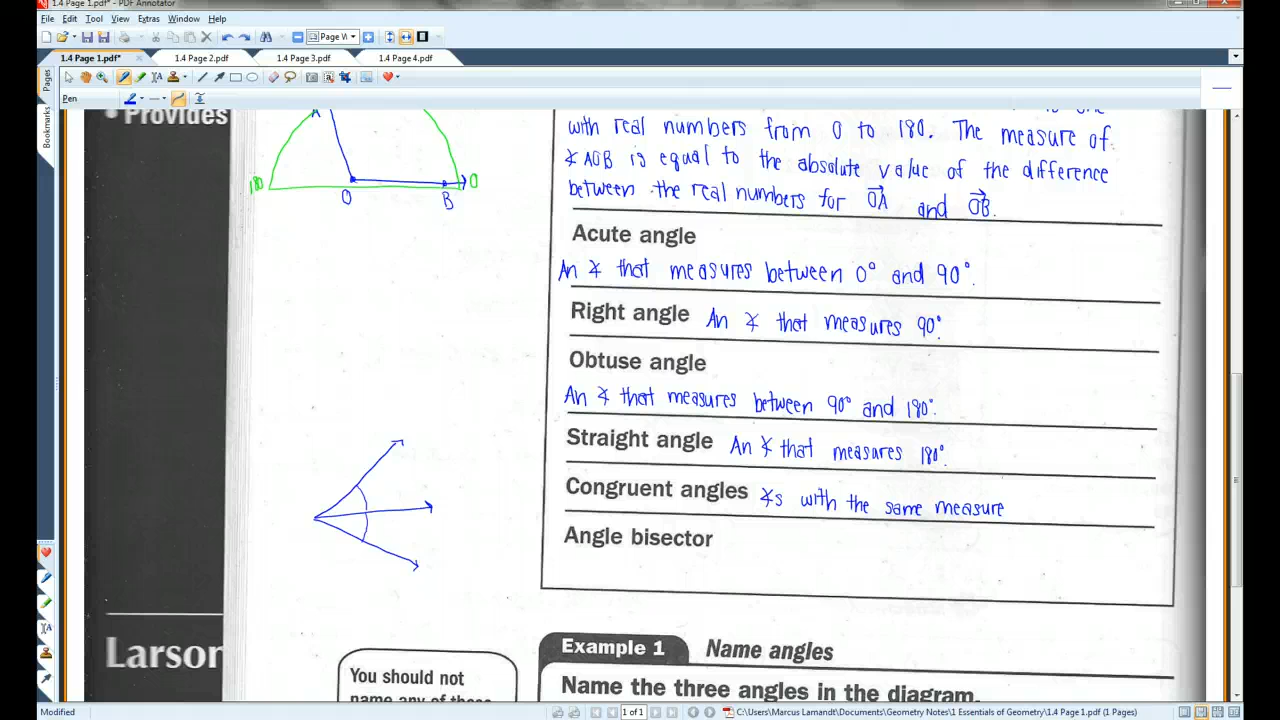 1.4 Page 1.pdf* - PDF Annotator
File Edit Tool View Extras Window Help
Page W
1.4 Page 1.pdf* 1.4 Page 2.pdf 1.4 Page 3.pdf 1.4 Page 4.pdf
Pen
Pages
Bookmarks
• Provides
A
180 0
O B
with real numbers from 0 to 180. The measure of
∡AOB is equal to the absolute value of the difference
between the real numbers for OA and OB.
Acute angle
An ∡ that measures between 0° and 90°.
Right angle An ∡ that measures 90°.
Obtuse angle
An ∡ that measures between 90° and 180°.
Straight angle An ∡ that measures 180°.
Congruent angles ∡s with the same measure
Angle bisector
Larson
You should not
name any of these
Example 1 Name angles
Name the three angles in the diagram.
Modified 1 of 1 C:\Users\Marcus Lamandt\Documents\Geometry Notes\1 Essentials of Geometry\1.4 Page 1.pdf (1 Pages)